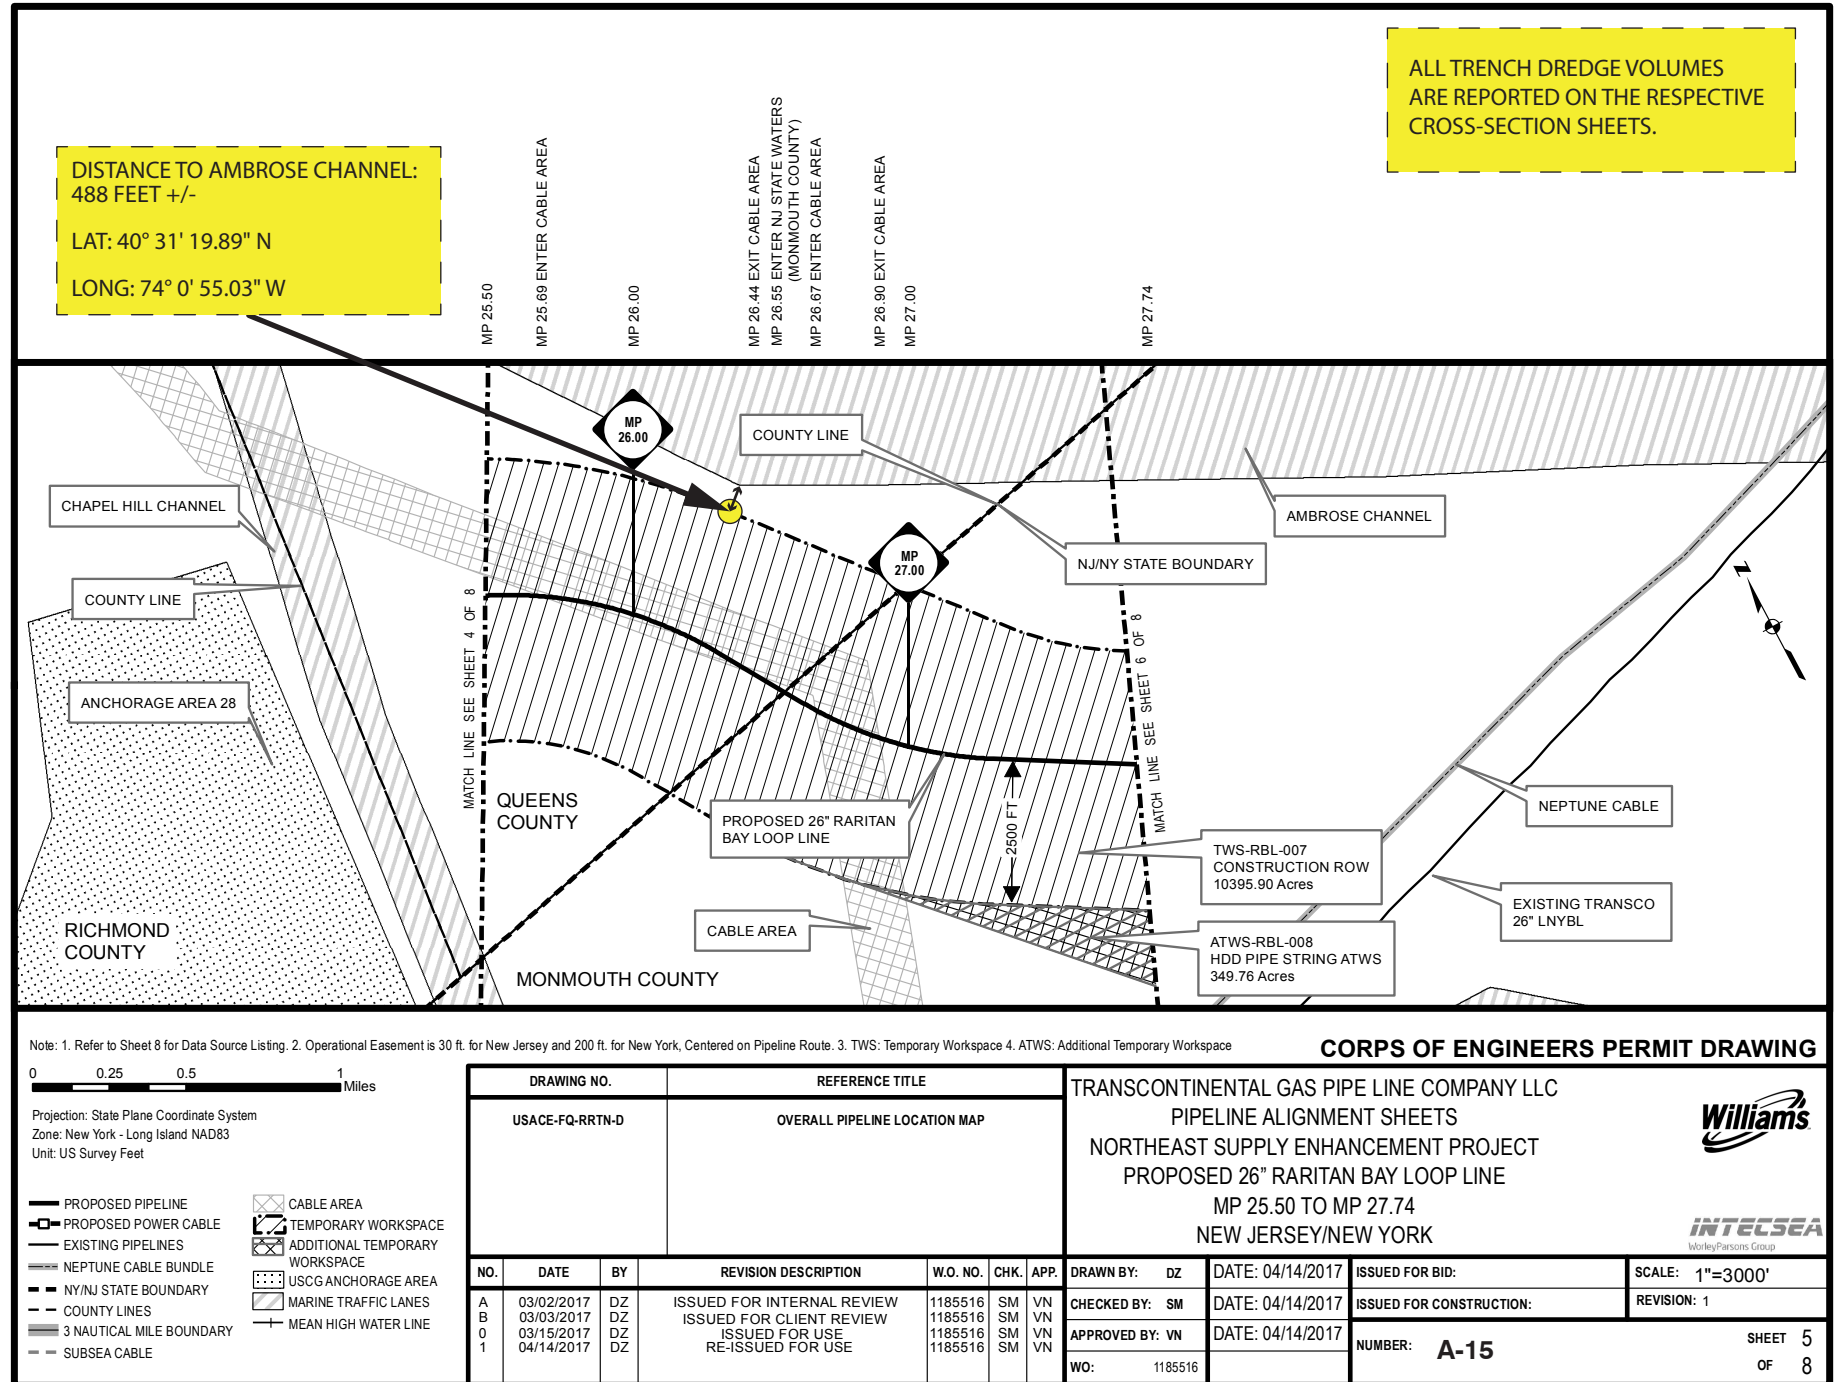 ALL TRENCH DREDGE VOLUMES
ARE REPORTED ON THE RESPECTIVE
CROSS-SECTION SHEETS.
DISTANCE TO AMBROSE CHANNEL:
488 FEET +/-
LAT: 40° 31' 19.89" N
LONG: 74° 0' 55.03" W
MP 25.50
MP 25.69 ENTER CABLE AREA
MP 26.00
MP 26.44 EXIT CABLE AREA
MP 26.55 ENTER NJ STATE WATERS
(MONMOUTH COUNTY)
MP 26.67 ENTER CABLE AREA
MP 26.90 EXIT CABLE AREA
MP 27.00
MP 27.74
MP
26.00
COUNTY LINE
CHAPEL HILL CHANNEL
AMBROSE CHANNEL
MP
27.00
NJ/NY STATE BOUNDARY
COUNTY LINE
N
MATCH LINE SEE SHEET 4 OF 8
MATCH LINE SEE SHEET 6 OF 8
ANCHORAGE AREA 28
QUEENS
COUNTY
PROPOSED 26" RARITAN
BAY LOOP LINE
2500 FT
NEPTUNE CABLE
TWS-RBL-007
CONSTRUCTION ROW
10395.90 Acres
EXISTING TRANSCO
26" LNYBL
RICHMOND
COUNTY
CABLE AREA
ATWS-RBL-008
HDD PIPE STRING ATWS
349.76 Acres
MONMOUTH COUNTY
Note: 1. Refer to Sheet 8 for Data Source Listing. 2. Operational Easement is 30 ft. for New Jersey and 200 ft. for New York, Centered on Pipeline Route. 3. TWS: Temporary Workspace 4. ATWS: Additional Temporary Workspace
CORPS OF ENGINEERS PERMIT DRAWING
0 0.25 0.5 1
Miles
Projection: State Plane Coordinate System
Zone: New York - Long Island NAD83
Unit: US Survey Feet
PROPOSED PIPELINE
PROPOSED POWER CABLE
EXISTING PIPELINES
NEPTUNE CABLE BUNDLE
NY/NJ STATE BOUNDARY
COUNTY LINES
3 NAUTICAL MILE BOUNDARY
SUBSEA CABLE
CABLE AREA
TEMPORARY WORKSPACE
ADDITIONAL TEMPORARY
WORKSPACE
USCG ANCHORAGE AREA
MARINE TRAFFIC LANES
MEAN HIGH WATER LINE
DRAWING NO. REFERENCE TITLE
USACE-FQ-RRTN-D OVERALL PIPELINE LOCATION MAP
NO. DATE BY REVISION DESCRIPTION W.O. NO. CHK. APP.
A 03/02/2017 DZ ISSUED FOR INTERNAL REVIEW 1185516 SM VN
B 03/03/2017 DZ ISSUED FOR CLIENT REVIEW 1185516 SM VN
0 03/15/2017 DZ ISSUED FOR USE 1185516 SM VN
1 04/14/2017 DZ RE-ISSUED FOR USE 1185516 SM VN
TRANSCONTINENTAL GAS PIPE LINE COMPANY LLC
PIPELINE ALIGNMENT SHEETS
NORTHEAST SUPPLY ENHANCEMENT PROJECT
PROPOSED 26” RARITAN BAY LOOP LINE
MP 25.50 TO MP 27.74
NEW JERSEY/NEW YORK
Williams
INTECSEA
WorleyParsons Group
DRAWN BY: DZ DATE: 04/14/2017 ISSUED FOR BID: SCALE: 1"=3000'
CHECKED BY: SM DATE: 04/14/2017 ISSUED FOR CONSTRUCTION: REVISION: 1
APPROVED BY: VN DATE: 04/14/2017 NUMBER: A-15 SHEET 5
WO: 1185516 OF 8